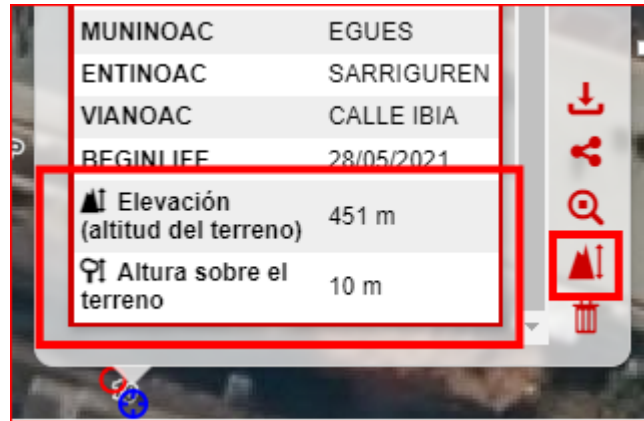 MUNINOAC EGUES
ENTINOAC SARRIGUREN
VIANOAC CALLE IBIA
BEGINLIFE 28/05/2021
Elevación
(altitud del terreno) 451 m
Altura sobre el
terreno 10 m